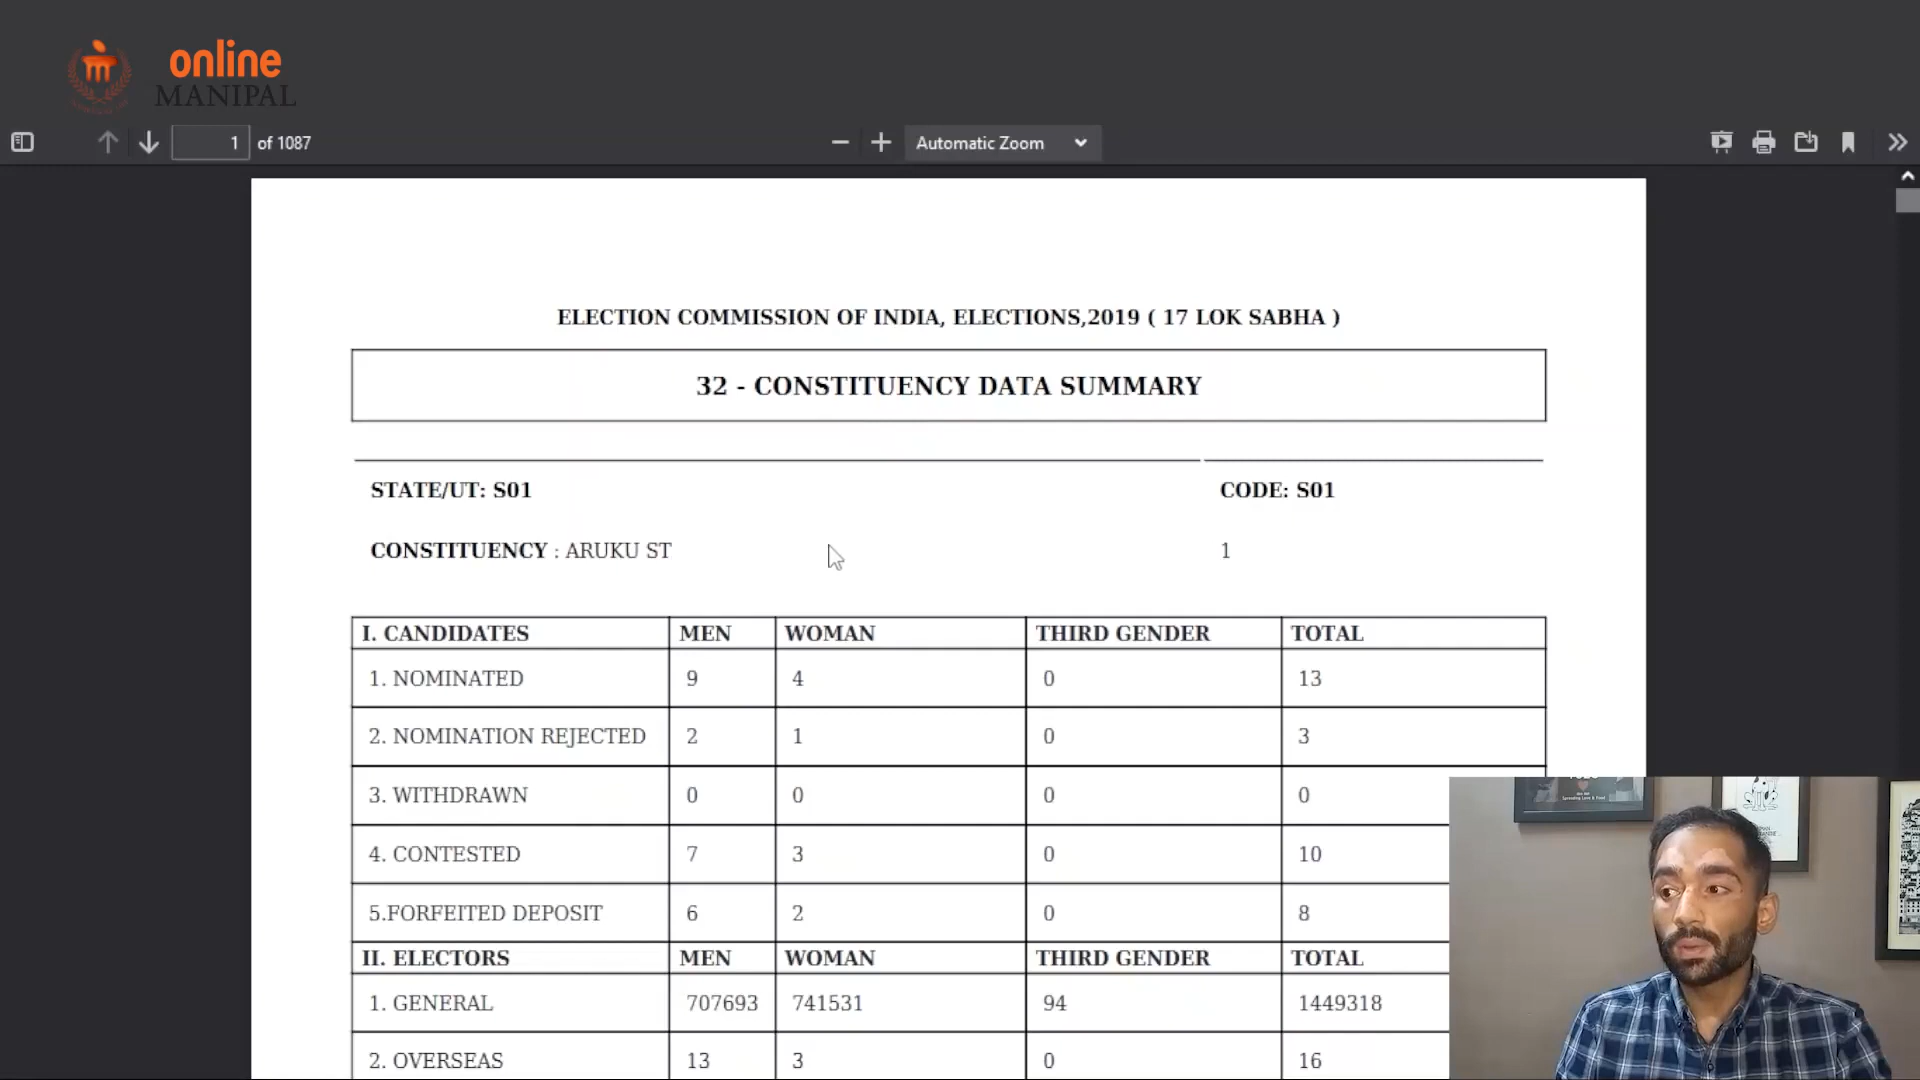 online
MANIPAL
1 of 1087
Automatic Zoom
ELECTION COMMISSION OF INDIA, ELECTIONS,2019 ( 17 LOK SABHA )
32 - CONSTITUENCY DATA SUMMARY
STATE/UT: S01 CODE: S01
CONSTITUENCY : ARUKU ST 1
I. CANDIDATES MEN WOMAN THIRD GENDER TOTAL
1. NOMINATED 9 4 0 13
2. NOMINATION REJECTED 2 1 0 3
3. WITHDRAWN 0 0 0 0
4. CONTESTED 7 3 0 10
5.FORFEITED DEPOSIT 6 2 0 8
II. ELECTORS MEN WOMAN THIRD GENDER TOTAL
1. GENERAL 707693 741531 94 1449318
2. OVERSEAS 13 3 0 16